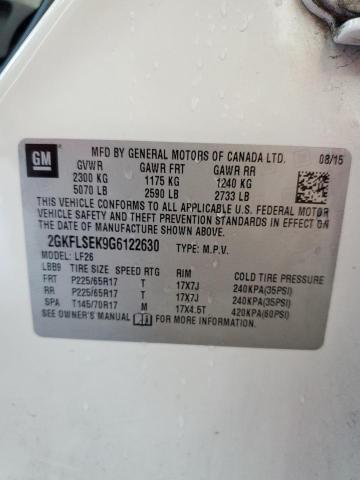 GM
MFD BY GENERAL MOTORS OF CANADA LTD. 08/15
GVWR GAWR FRT GAWR RR
2300 KG 1175 KG 1240 KG
5070 LB 2590 LB 2733 LB
THIS VEHICLE CONFORMS TO ALL APPLICABLE U.S. FEDERAL MOTOR
VEHICLE SAFETY, BUMPER, AND THEFT PREVENTION STANDARDS IN EFFECT ON
THE DATE OF MANUFACTURE SHOWN ABOVE.
2GKFLSEK9G6122630 TYPE: M.P.V.
MODEL: LF26
LBB9 TIRE SIZE SPEED RTG RIM COLD TIRE PRESSURE
FRT P225/65R17 T 17X7J 240KPA(35PSI)
RR P225/65R17 T 17X7J 240KPA(35PSI)
SPA T145/70R17 M 17X4.5T 420KPA(60PSI)
SEE OWNER'S MANUAL FOR MORE INFORMATION.